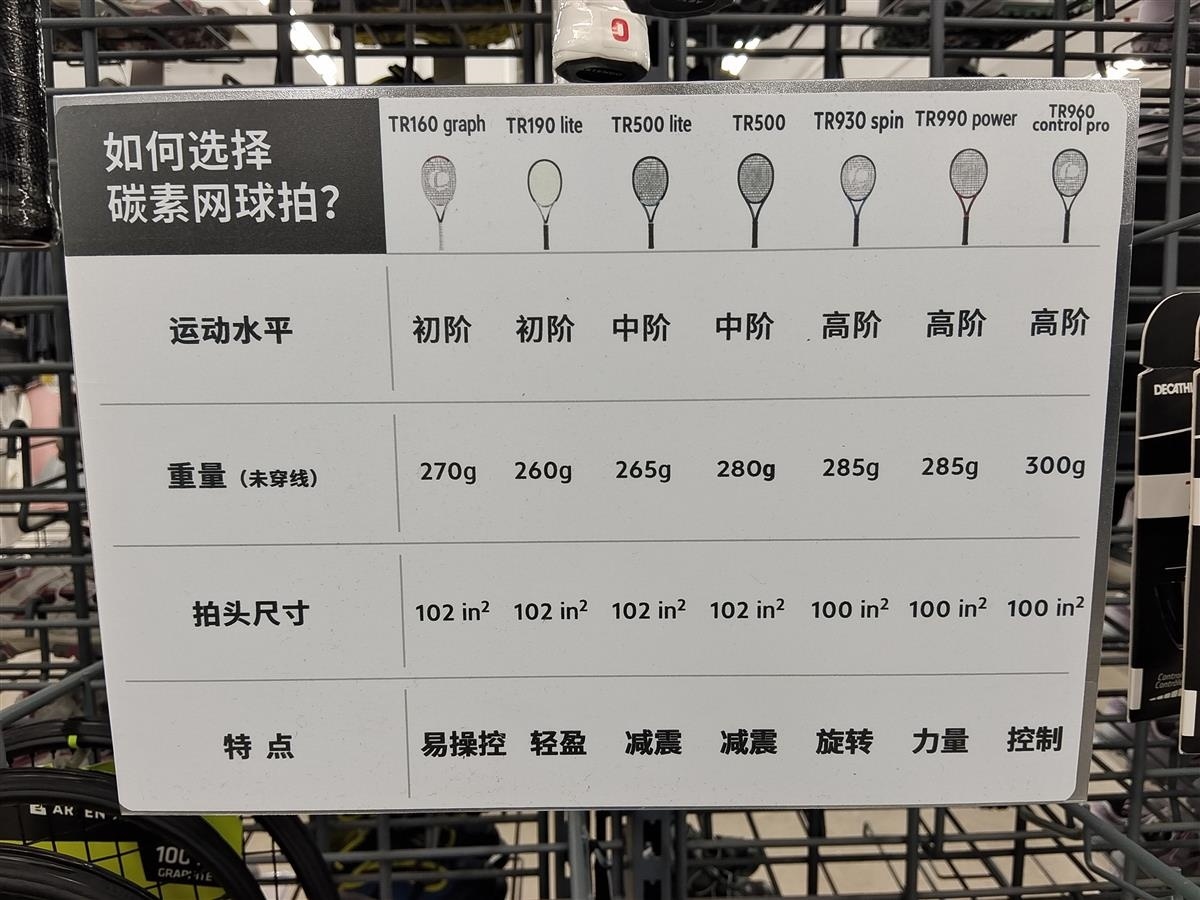 如何选择
碳素网球拍?
TR160 graph TR190 lite TR500 lite TR500 TR930 spin TR990 power TR960 control pro
运动水平 初阶 初阶 中阶 中阶 高阶 高阶 高阶
重量（未穿线） 270g 260g 265g 280g 285g 285g 300g
拍头尺寸 102 in² 102 in² 102 in² 102 in² 100 in² 100 in² 100 in²
特点 易操控 轻盈 减震 减震 旋转 力量 控制
DECATHL
Contro
100
GRAPHITE